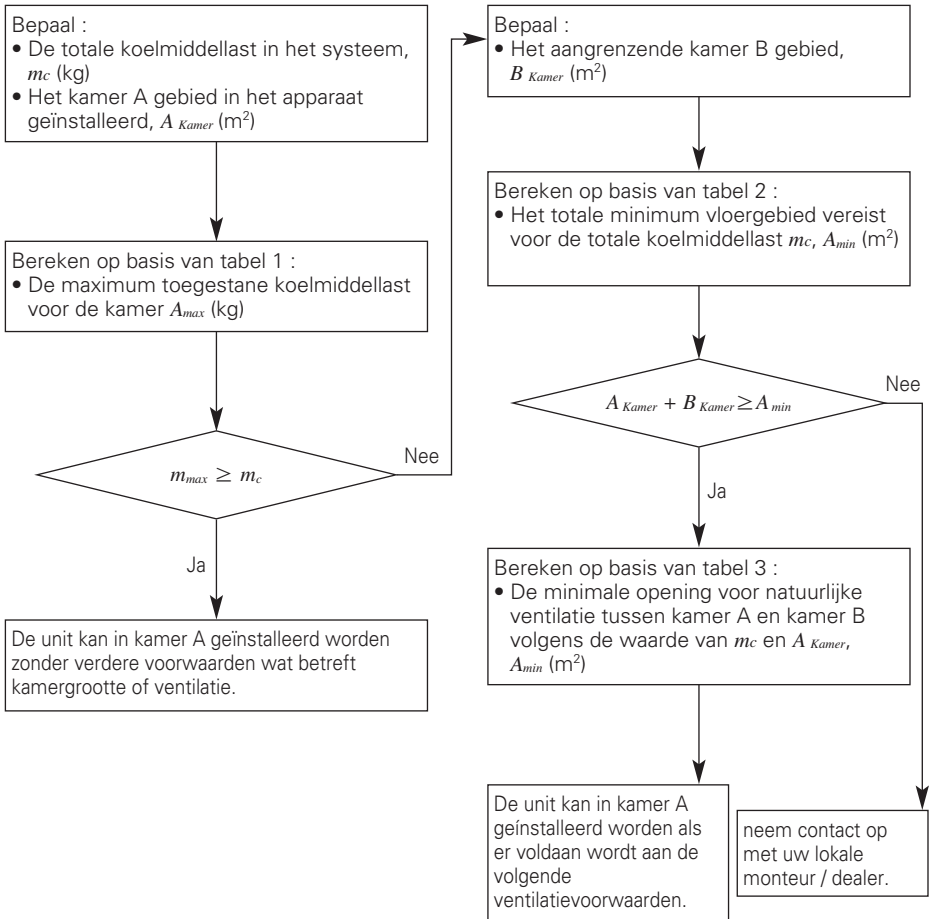 Bepaal :
• De totale koelmiddellast in het systeem,
mc (kg)
• Het kamer A gebied in het apparaat
geïnstalleerd, A Kamer (m²)
Bereken op basis van tabel 1 :
• De maximum toegestane koelmiddellast
voor de kamer Amax (kg)
mmax ≥ mc
Nee
Ja
De unit kan in kamer A geïnstalleerd worden
zonder verdere voorwaarden wat betreft
kamergrootte of ventilatie.
Bepaal :
• Het aangrenzende kamer B gebied,
B Kamer (m²)
Bereken op basis van tabel 2 :
• Het totale minimum vloergebied vereist
voor de totale koelmiddellast mc, Amin (m²)
A Kamer + B Kamer ≥ A min
Nee
Ja
Bereken op basis van tabel 3 :
• De minimale opening voor natuurlijke
ventilatie tussen kamer A en kamer B
volgens de waarde van mc en A Kamer,
Amin (m²)
De unit kan in kamer A
geínstalleerd worden als
er voldaan wordt aan de
volgende
ventilatievoorwaarden.
neem contact op
met uw lokale
monteur / dealer.